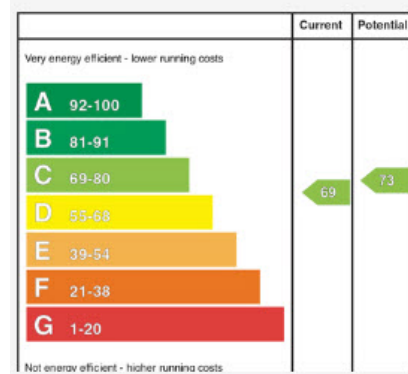 Current Potential
Very energy efficient - lower running costs
A 92-100
B 81-91
C 69-80
D 55-68
E 39-54
F 21-38
G 1-20
69
73
Not energy efficient - higher running costs